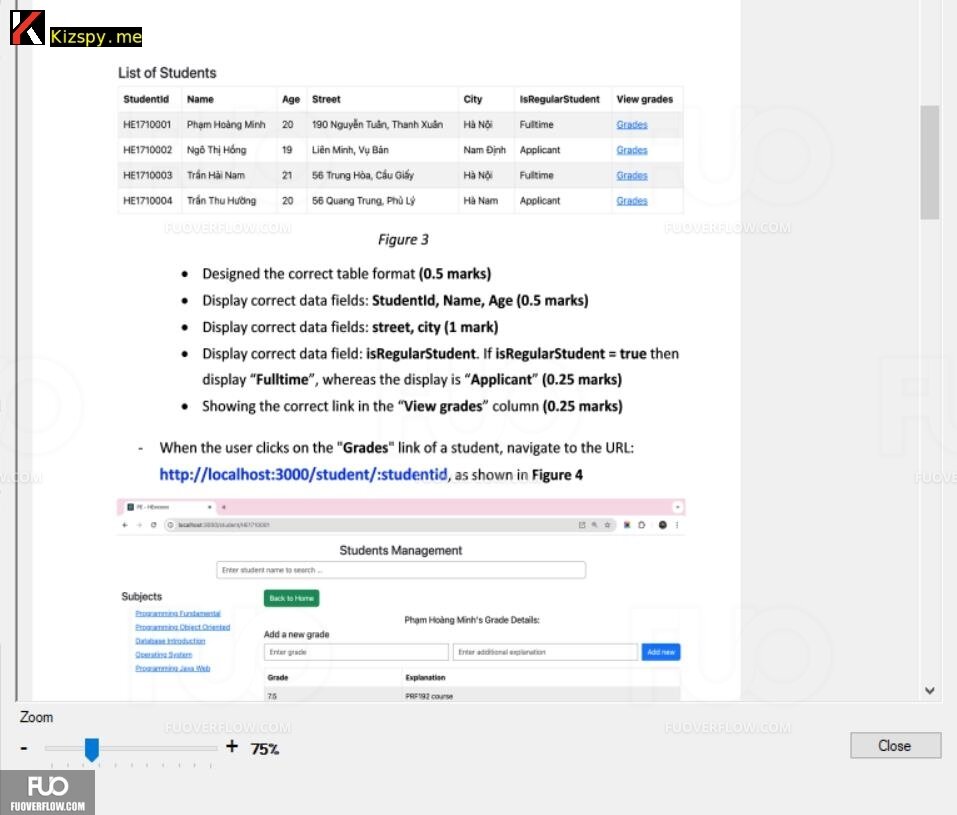 Kizspy.me
List of Students
StudentId Name Age Street City IsRegularStudent View grades
HE1710001 Phạm Hoàng Minh 20 190 Nguyễn Tuân, Thanh Xuân Hà Nội Fulltime Grades
HE1710002 Ngô Thị Hồng 19 Liên Minh, Vụ Bản Nam Định Applicant Grades
HE1710003 Trần Hải Nam 21 56 Trung Hòa, Cầu Giấy Hà Nội Fulltime Grades
HE1710004 Trần Thu Hường 20 56 Quang Trung, Phủ Lý Hà Nam Applicant Grades
FUOVERFLOW.COM FUOVERFLOW.COM
Figure 3
• Designed the correct table format (0.5 marks)
• Display correct data fields: StudentId, Name, Age (0.5 marks)
• Display correct data fields: street, city (1 mark)
• Display correct data field: isRegularStudent. If isRegularStudent = true then
display “Fulltime”, whereas the display is “Applicant” (0.25 marks)
• Showing the correct link in the “View grades” column (0.25 marks)
- When the user clicks on the "Grades" link of a student, navigate to the URL:
http://localhost:3000/student/:studentid, as shown in Figure 4
localhost:3000/student/HE1710001
Students Management
Enter student name to search ...
Subjects
Back to Home
Programming Fundamental
Phạm Hoàng Minh's Grade Details:
Programming Object Oriented
Add a new grade
Database Introduction
Enter grade Enter additional explanation Add new
Operating System
Programming Java Web
Grade Explanation
7.5 PRF192 course
Zoom
FUOVERFLOW.COM FUOVERFLOW.COM
- + 75%
Close
FUO
FUOVERFLOW.COM